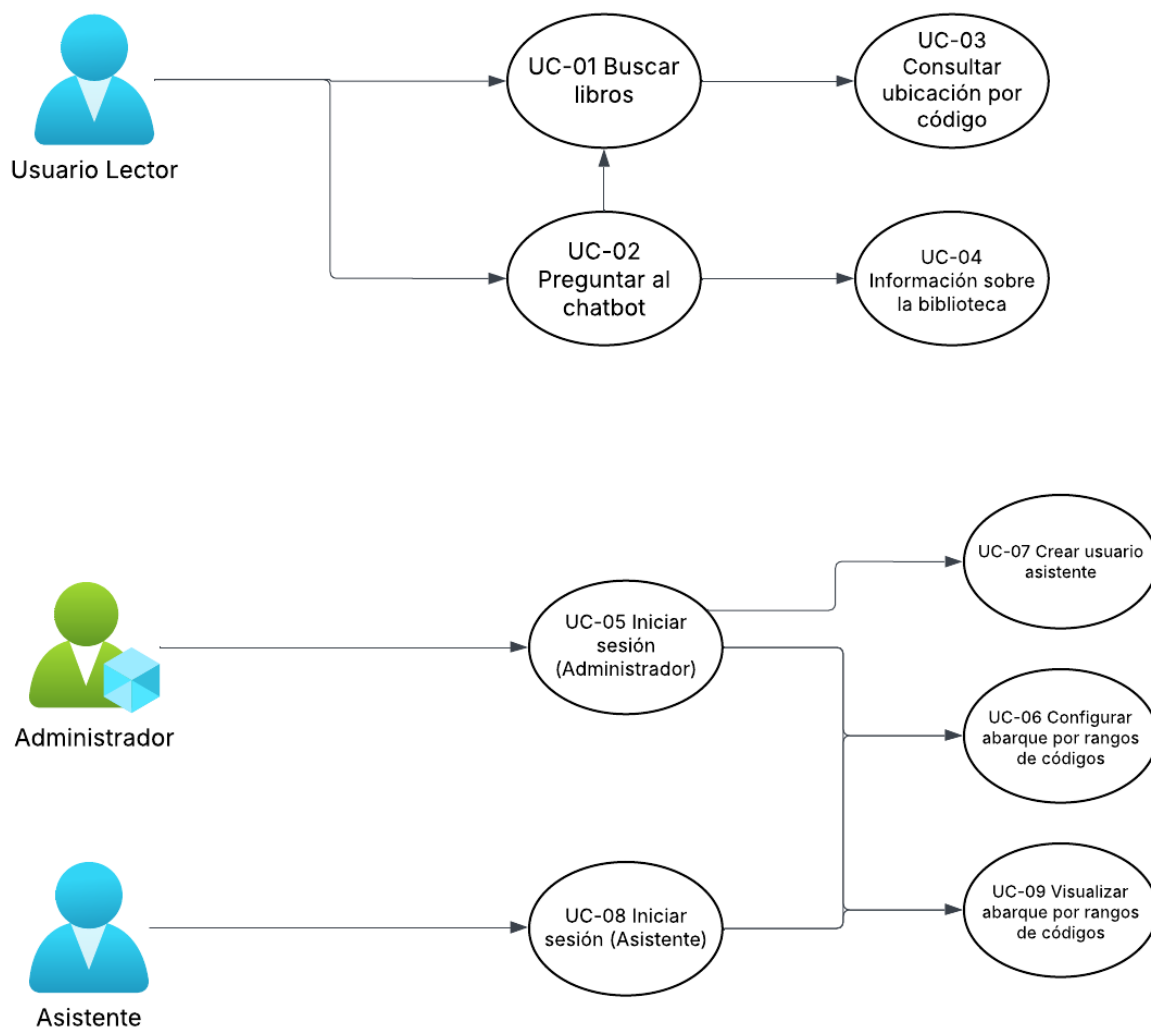 UC-01 Buscar
libros
UC-03
Consultar
ubicación por
código
Usuario Lector
UC-02
Preguntar al
chatbot
UC-04
Información sobre
la biblioteca
UC-07 Crear usuario
asistente
UC-05 Iniciar
sesión
(Administrador)
UC-06 Configurar
abarque por rangos
de códigos
Administrador
UC-08 Iniciar
sesión (Asistente)
UC-09 Visualizar
abarque por rangos
de códigos
Asistente